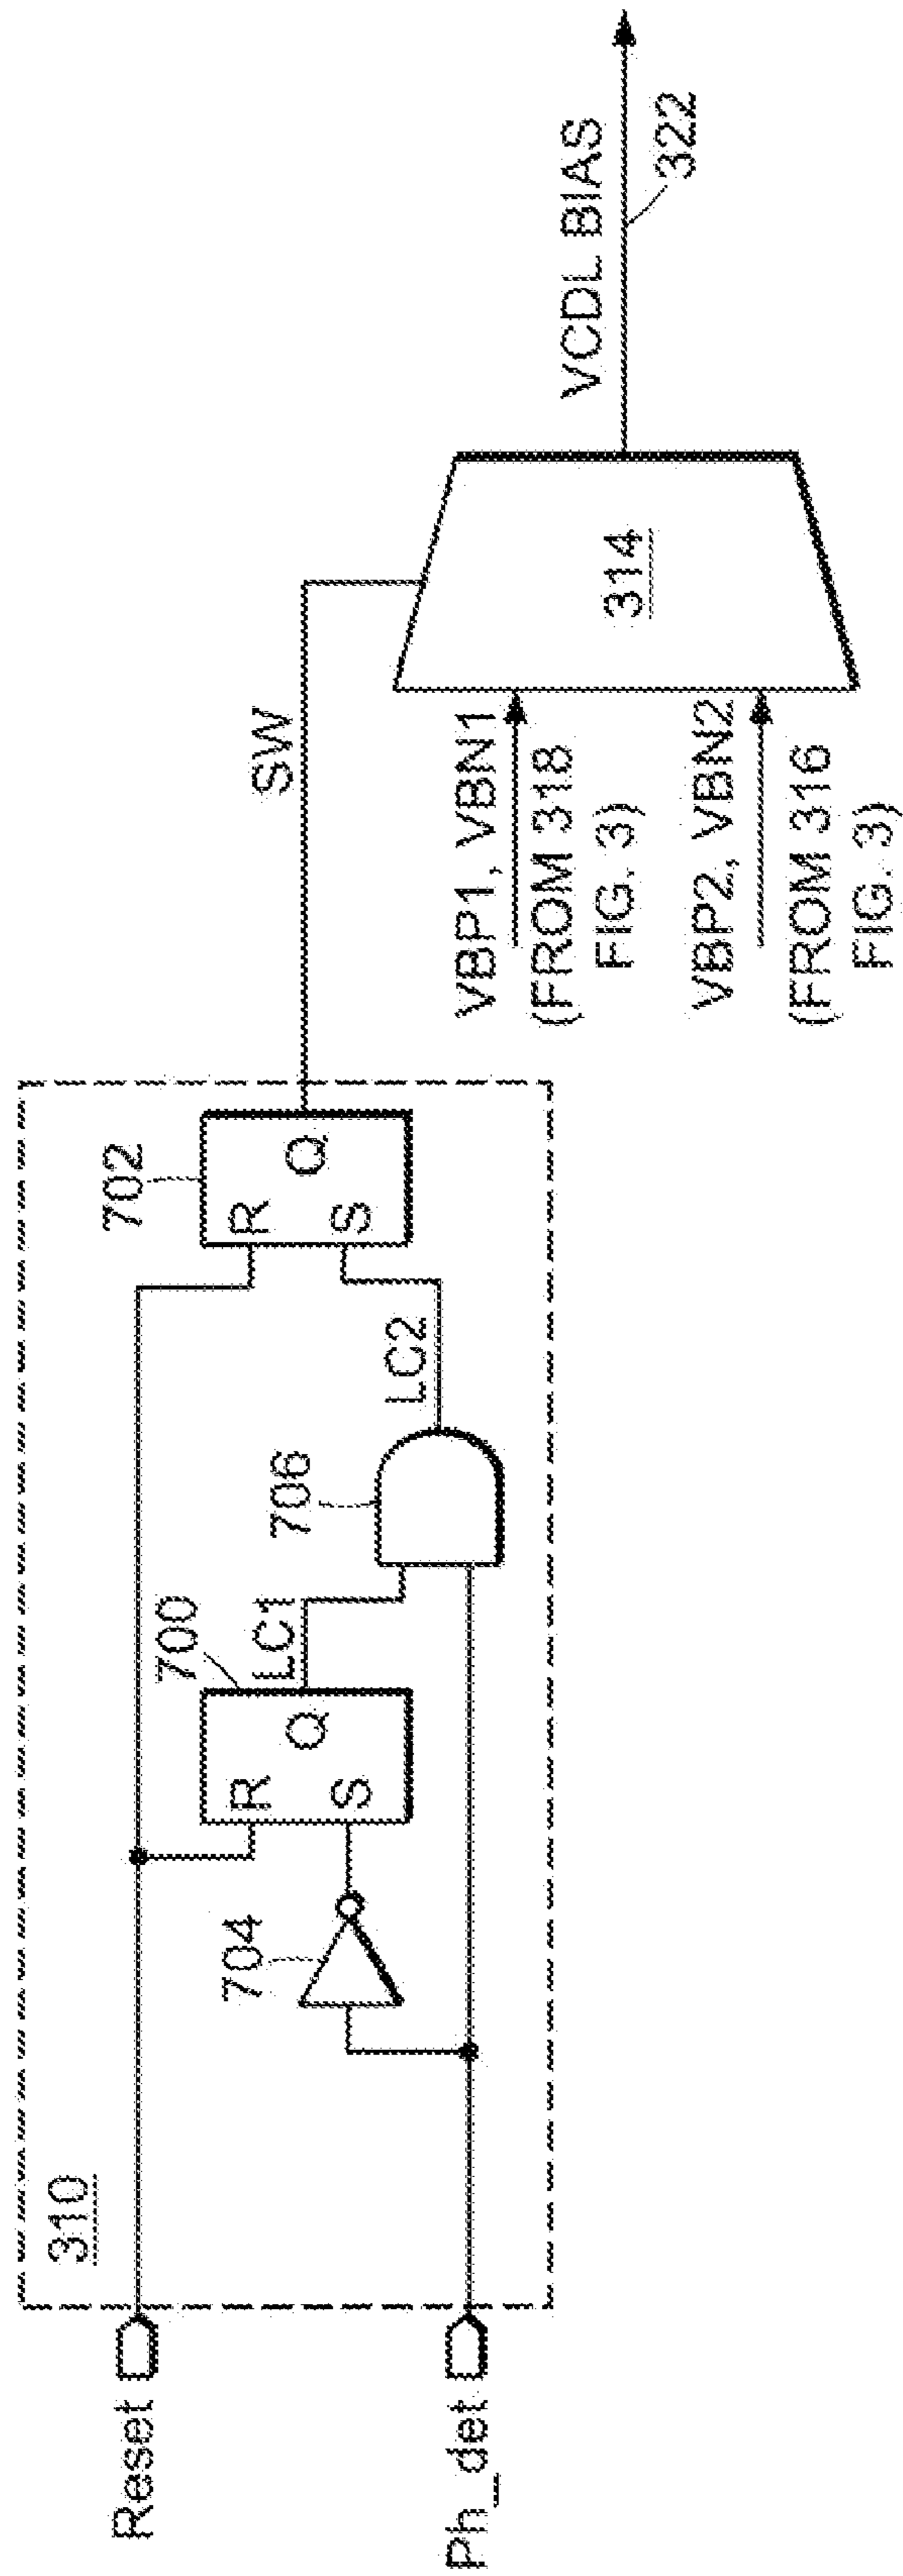 310
Reset
Ph_det
704
R
S
Q
700
LC1
706
LC2
702
R
S
Q
SW
VBP1, VBN1
(FROM 318
FIG. 3)
VBP2, VBN2
(FROM 316
FIG. 3)
314
VCDL BIAS
322